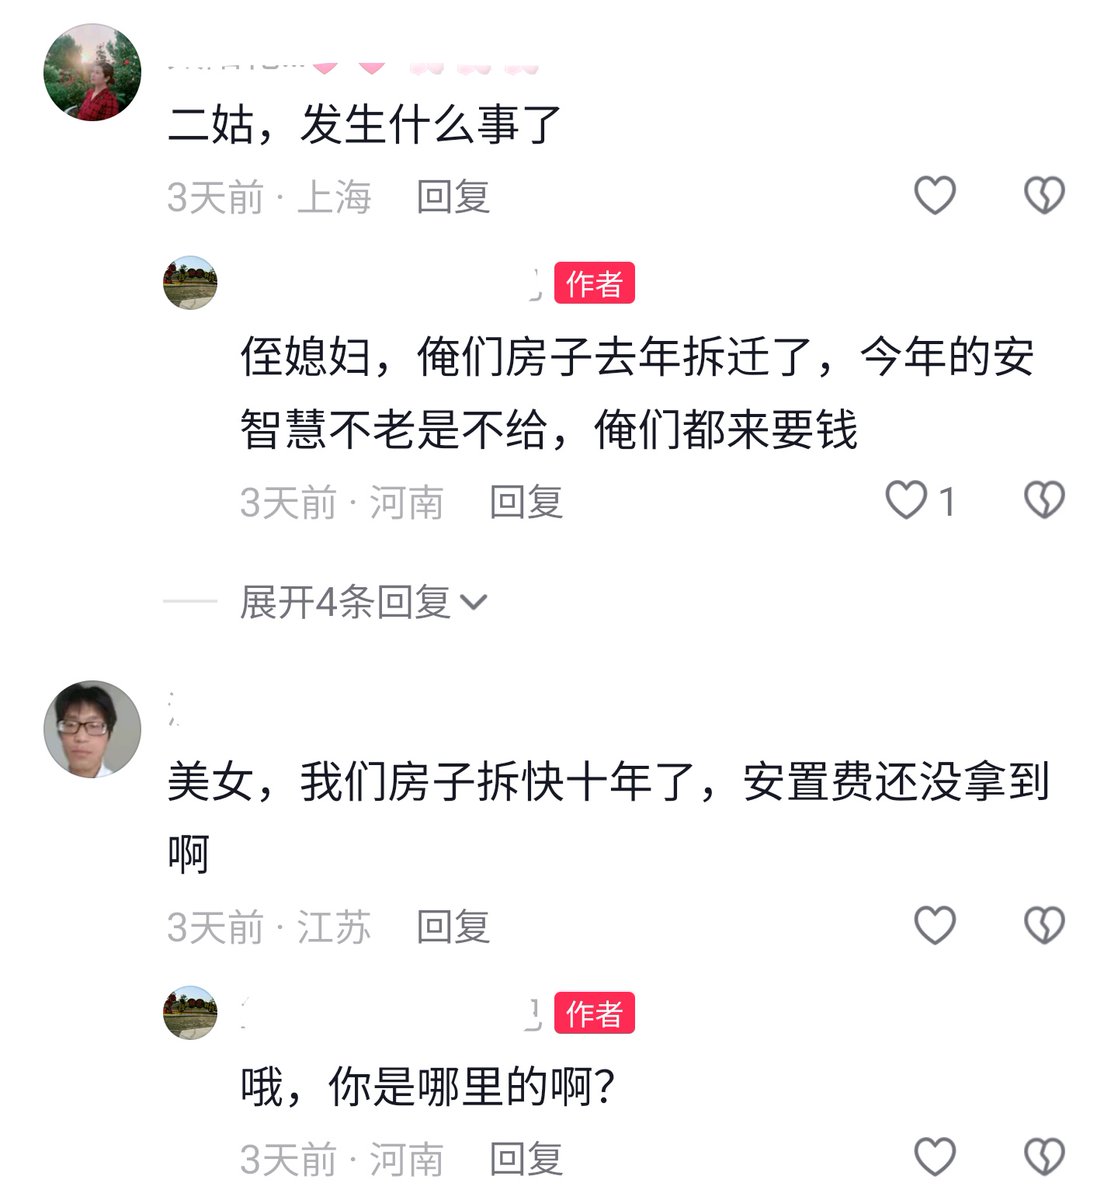 二姑，发生什么事了
3天前 · 上海 回复
作者
侄媳妇，俺们房子去年拆迁了，今年的安
智慧不老是不给，俺们都来要钱
3天前 · 河南 回复
1
展开4条回复
美女，我们房子拆快十年了，安置费还没拿到
啊
3天前 · 江苏 回复
作者
哦，你是哪里的啊？
3天前 · 河南 回复